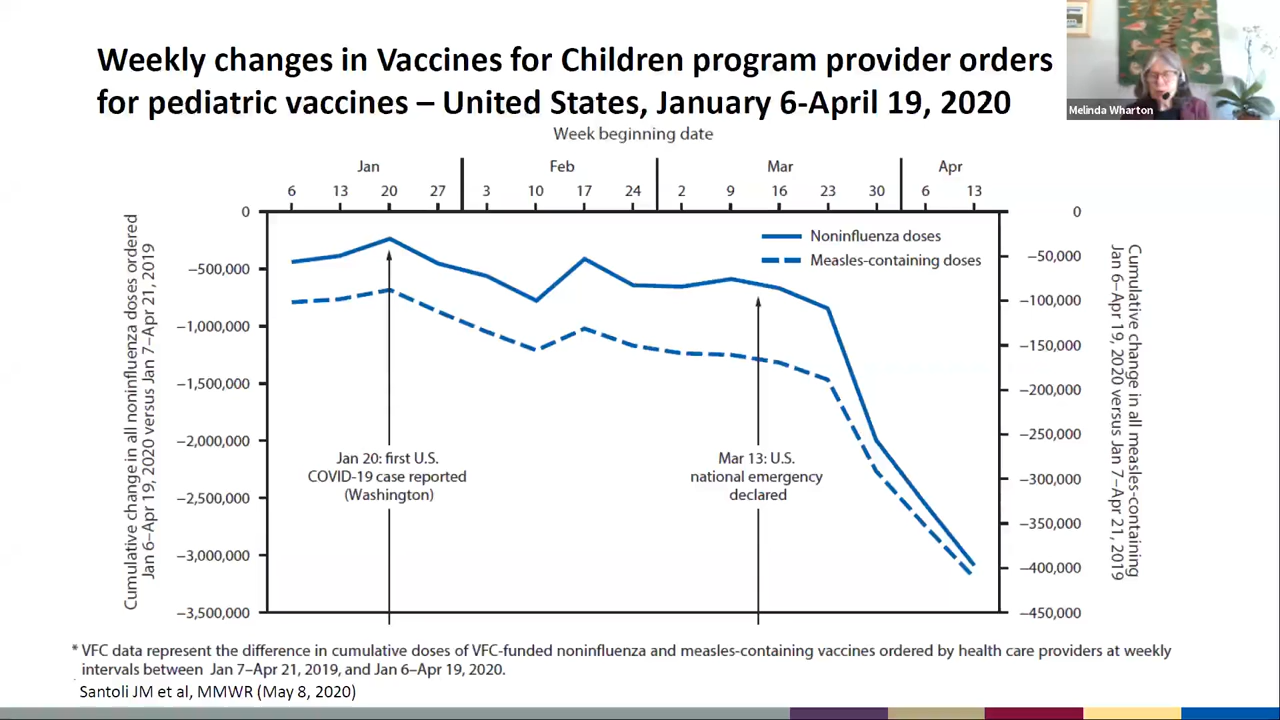 Weekly changes in Vaccines for Children program provider orders
for pediatric vaccines – United States, January 6-April 19, 2020
Melinda Wharton
Week beginning date
Jan Feb Mar Apr
6 13 20 27 3 10 17 24 2 9 16 23 30 6 13
Cumulative change in all noninfluenza doses ordered
Jan 6–Apr 19, 2020 versus Jan 7–Apr 21, 2019
0
−500,000
−1,000,000
−1,500,000
−2,000,000
−2,500,000
−3,000,000
−3,500,000
Noninfluenza doses
Measles-containing doses
Jan 20: first U.S.
COVID-19 case reported
(Washington)
Mar 13: U.S.
national emergency
declared
0
−50,000
−100,000
−150,000
−200,000
−250,000
−300,000
−350,000
−400,000
−450,000
Cumulative change in all measles-containing
Jan 6–Apr 19, 2020 versus Jan 7–Apr 21, 2019
* VFC data represent the difference in cumulative doses of VFC-funded noninfluenza and measles-containing vaccines ordered by health care providers at weekly
intervals between Jan 7–Apr 21, 2019, and Jan 6–Apr 19, 2020.
Santoli JM et al, MMWR (May 8, 2020)